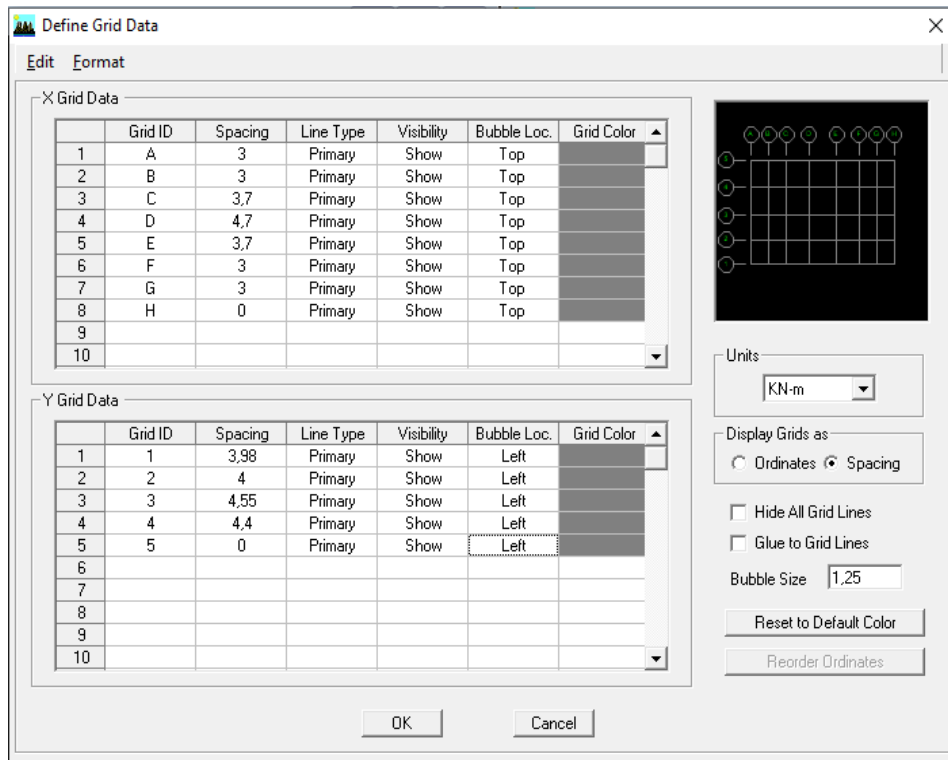 Define Grid Data
Edit Format
X Grid Data
Grid ID Spacing Line Type Visibility Bubble Loc. Grid Color
1 A 3 Primary Show Top
2 B 3 Primary Show Top
3 C 3,7 Primary Show Top
4 D 4,7 Primary Show Top
5 E 3,7 Primary Show Top
6 F 3 Primary Show Top
7 G 3 Primary Show Top
8 H 0 Primary Show Top
9
10
Y Grid Data
Grid ID Spacing Line Type Visibility Bubble Loc. Grid Color
1 1 3,98 Primary Show Left
2 2 4 Primary Show Left
3 3 4,55 Primary Show Left
4 4 4,4 Primary Show Left
5 5 0 Primary Show Left
6
7
8
9
10
A B C D E F G H
5
4
3
2
1
Units
KN-m
Display Grids as
Ordinates Spacing
Hide All Grid Lines
Glue to Grid Lines
Bubble Size 1,25
Reset to Default Color
Reorder Ordinates
OK Cancel